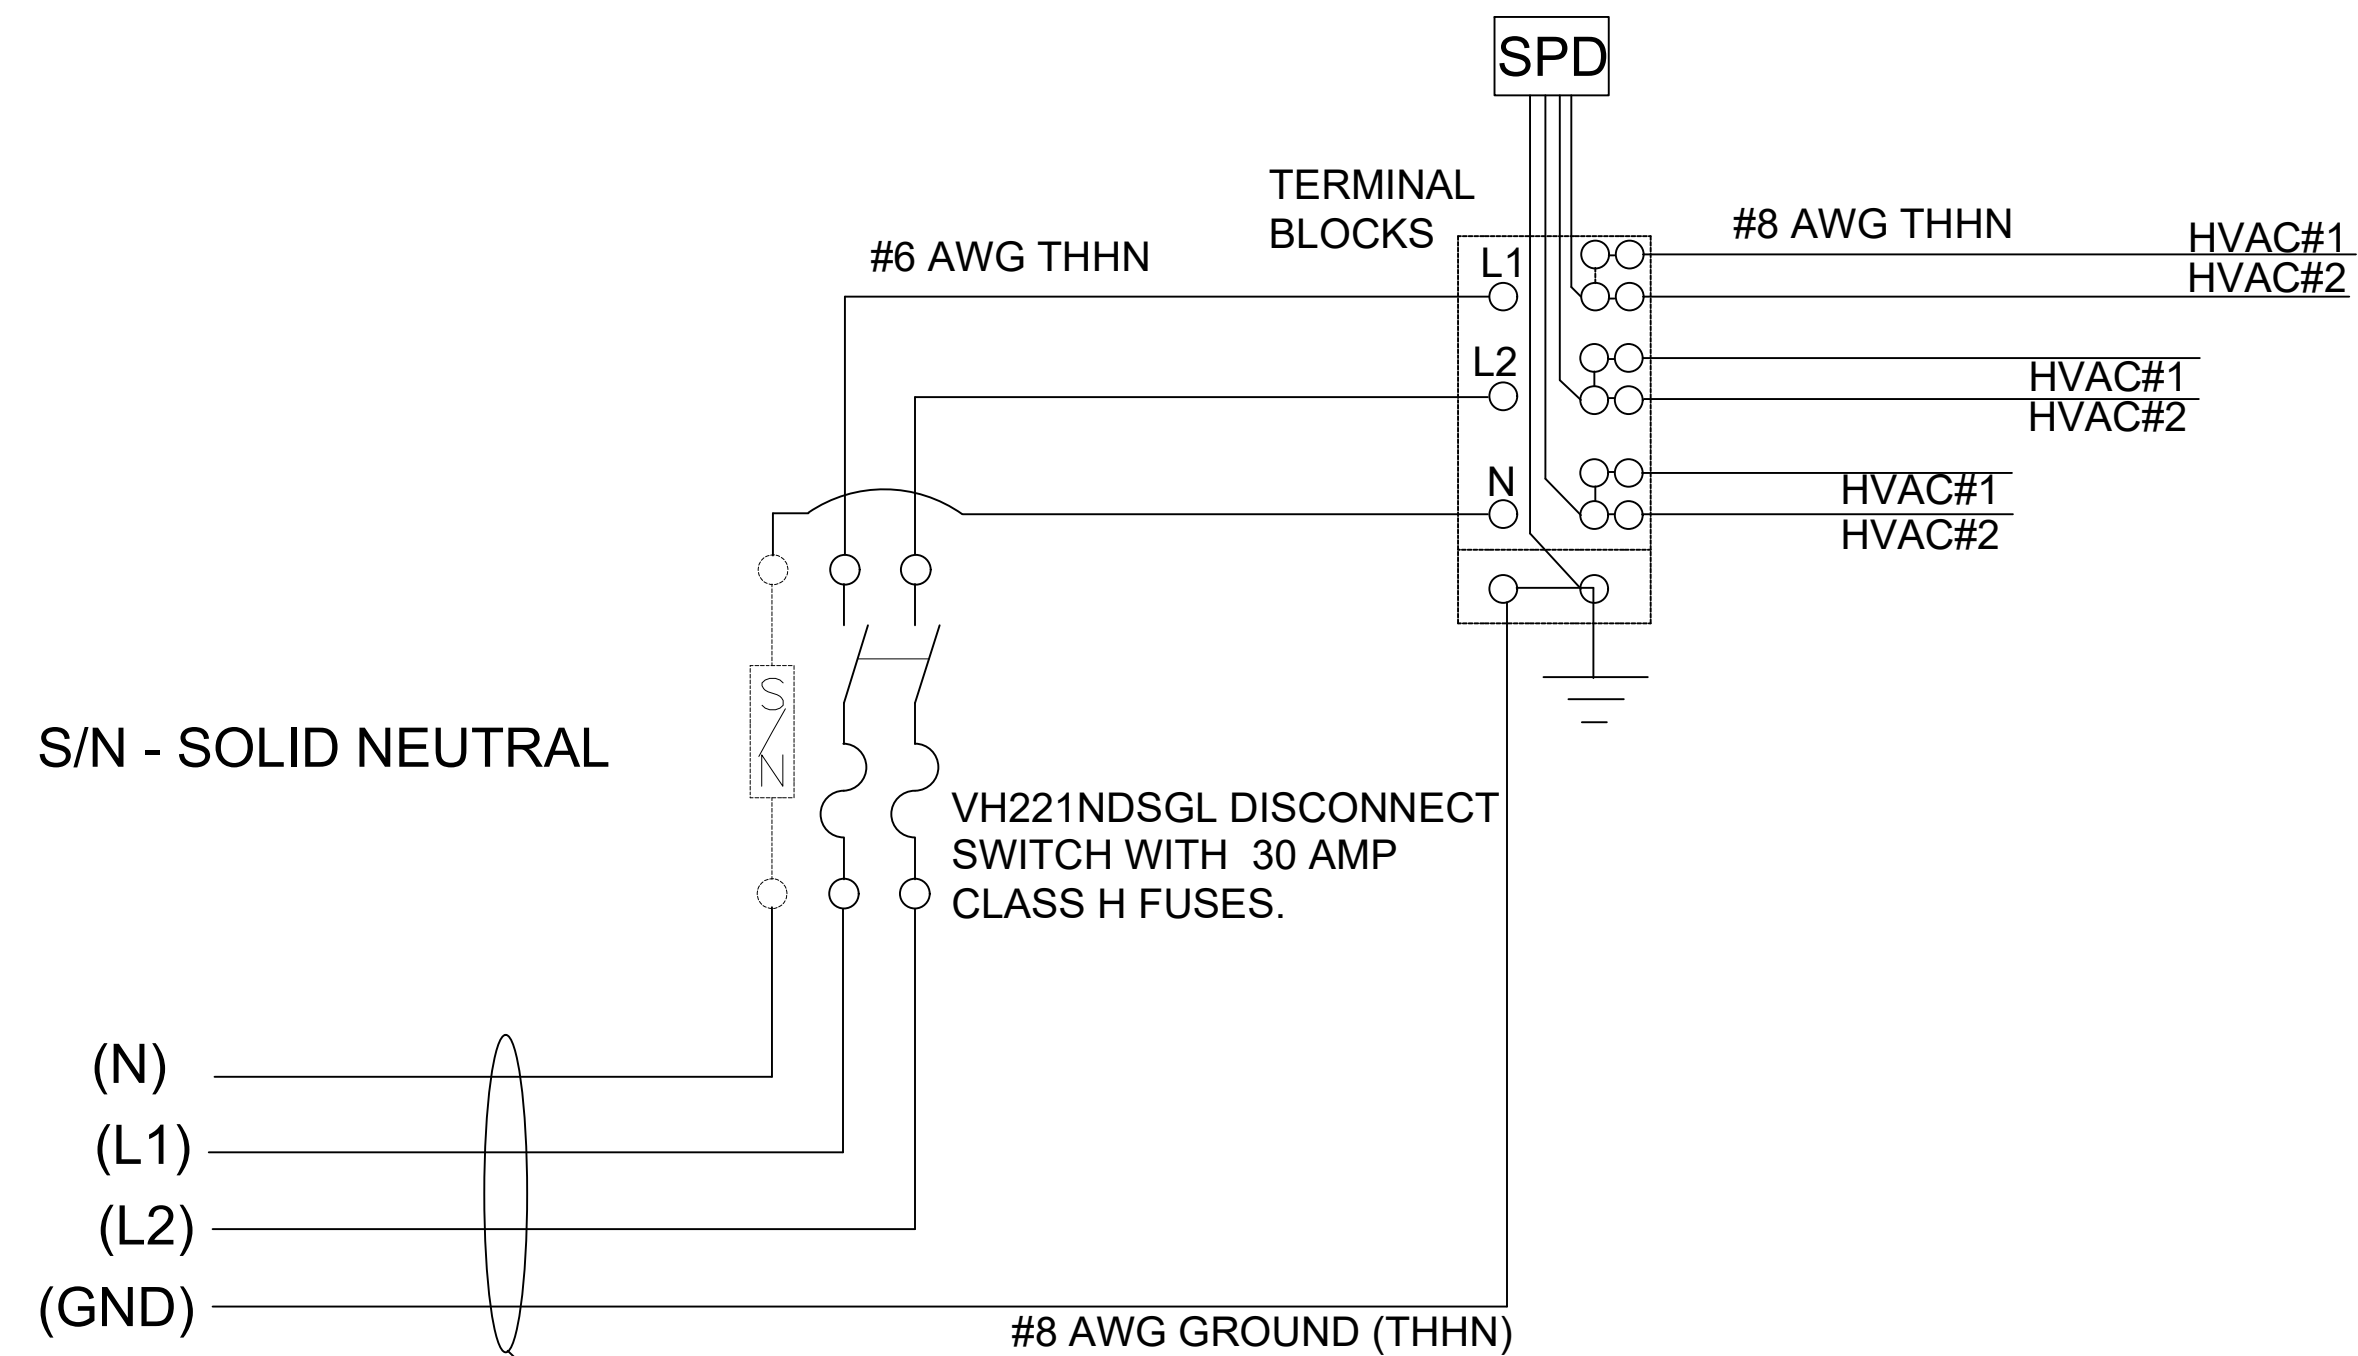 SPD
TERMINAL
BLOCKS
#8 AWG THHN
HVAC#1
HVAC#2
#6 AWG THHN
L1
L2
HVAC#1
HVAC#2
N
HVAC#1
HVAC#2
S/N
S/N - SOLID NEUTRAL
VH221NDSGL DISCONNECT
SWITCH WITH 30 AMP
CLASS H FUSES.
(N)
(L1)
(L2)
(GND)
#8 AWG GROUND (THHN)